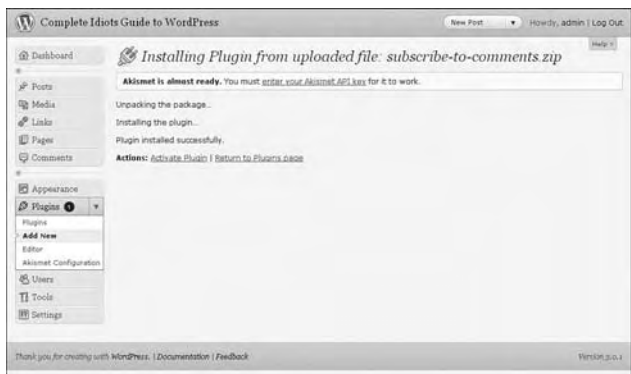 Complete Idiots Guide to WordPress
New Post
Howdy, admin | Log Out
Help
Dashboard
Installing Plugin from uploaded file: subscribe-to-comments.zip
Akismet is almost ready. You must enter your Akismet API key for it to work.
Posts
Media
Links
Pages
Comments
Unpacking the package…
Installing the plugin…
Plugin installed successfully.
Actions: Activate Plugin | Return to Plugins page
Appearance
Plugins 1
Plugins
Add New
Editor
Akismet Configuration
Users
Tools
Settings
Thank you for creating with WordPress. | Documentation | Feedback
Version 3.0.1